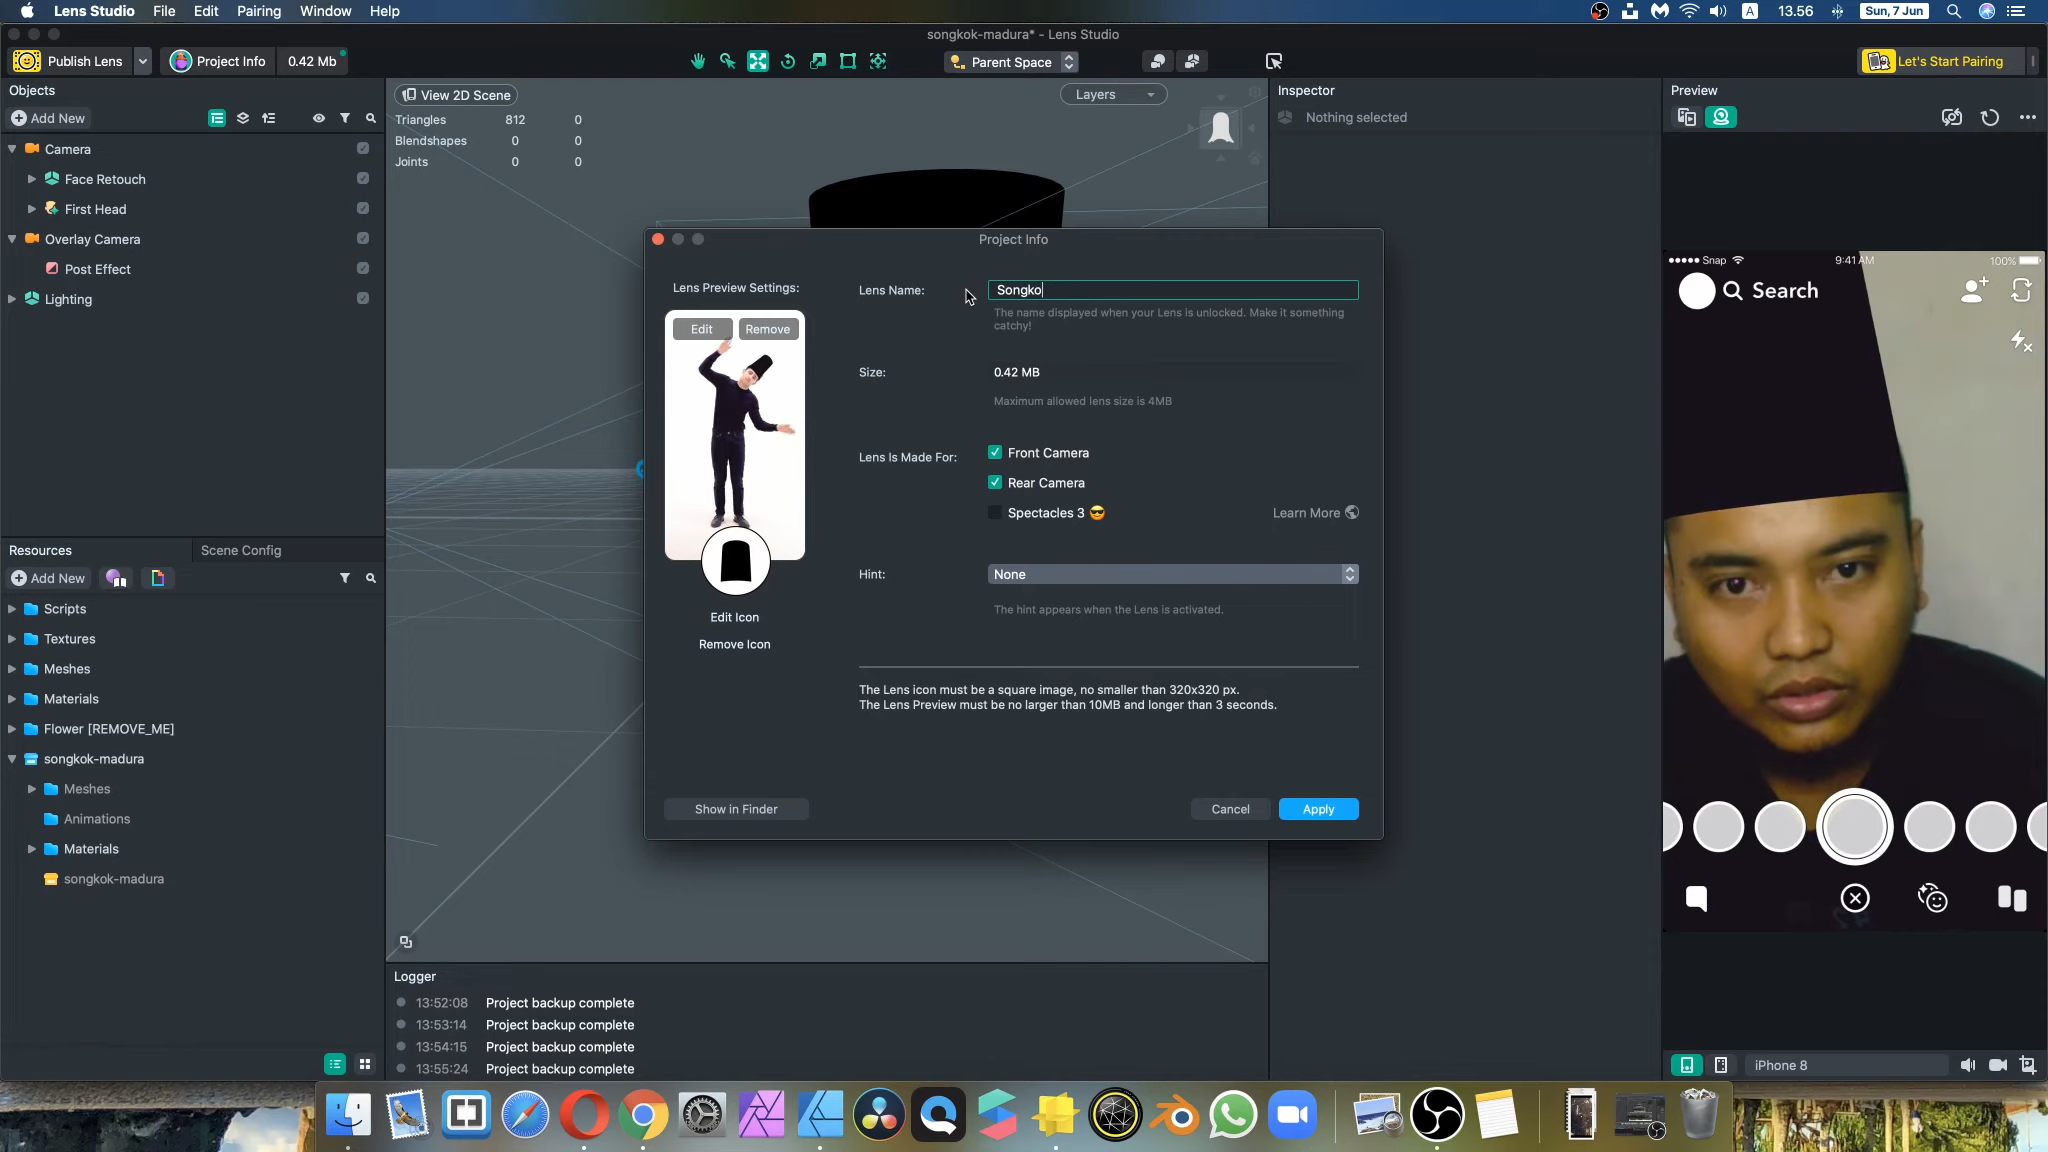 Lens Studio File Edit Pairing Window Help
A 13.56 Sun, 7 Jun
songkok-madura* - Lens Studio
Publish Lens Project Info 0.42 MB Parent Space Let's Start Pairing
Objects
Add New
Camera
Face Retouch
First Head
Overlay Camera
Post Effect
Lighting
Resources Scene Config
Add New
Scripts
Textures
Meshes
Materials
Flower [REMOVE_ME]
songkok-madura
Meshes
Animations
Materials
songkok-madura
View 2D Scene Layers
Triangles 812 0
Blendshapes 0 0
Joints 0 0
Project Info
Lens Preview Settings:
Edit Remove
Edit Icon
Remove Icon
Lens Name: Songko
The name displayed when your Lens is unlocked. Make it something
catchy!
Size: 0.42 MB
Maximum allowed lens size is 4MB
Lens Is Made For: Front Camera
Rear Camera
Spectacles 3 Learn More
Hint: None
The hint appears when the Lens is activated.
The Lens icon must be a square image, no smaller than 320x320 px.
The Lens Preview must be no larger than 10MB and longer than 3 seconds.
Show in Finder Cancel Apply
Logger
13:52:08 Project backup complete
13:53:14 Project backup complete
13:54:15 Project backup complete
13:55:24 Project backup complete
Inspector
Nothing selected
Preview
Snap 9:41 AM 100%
Search
iPhone 8